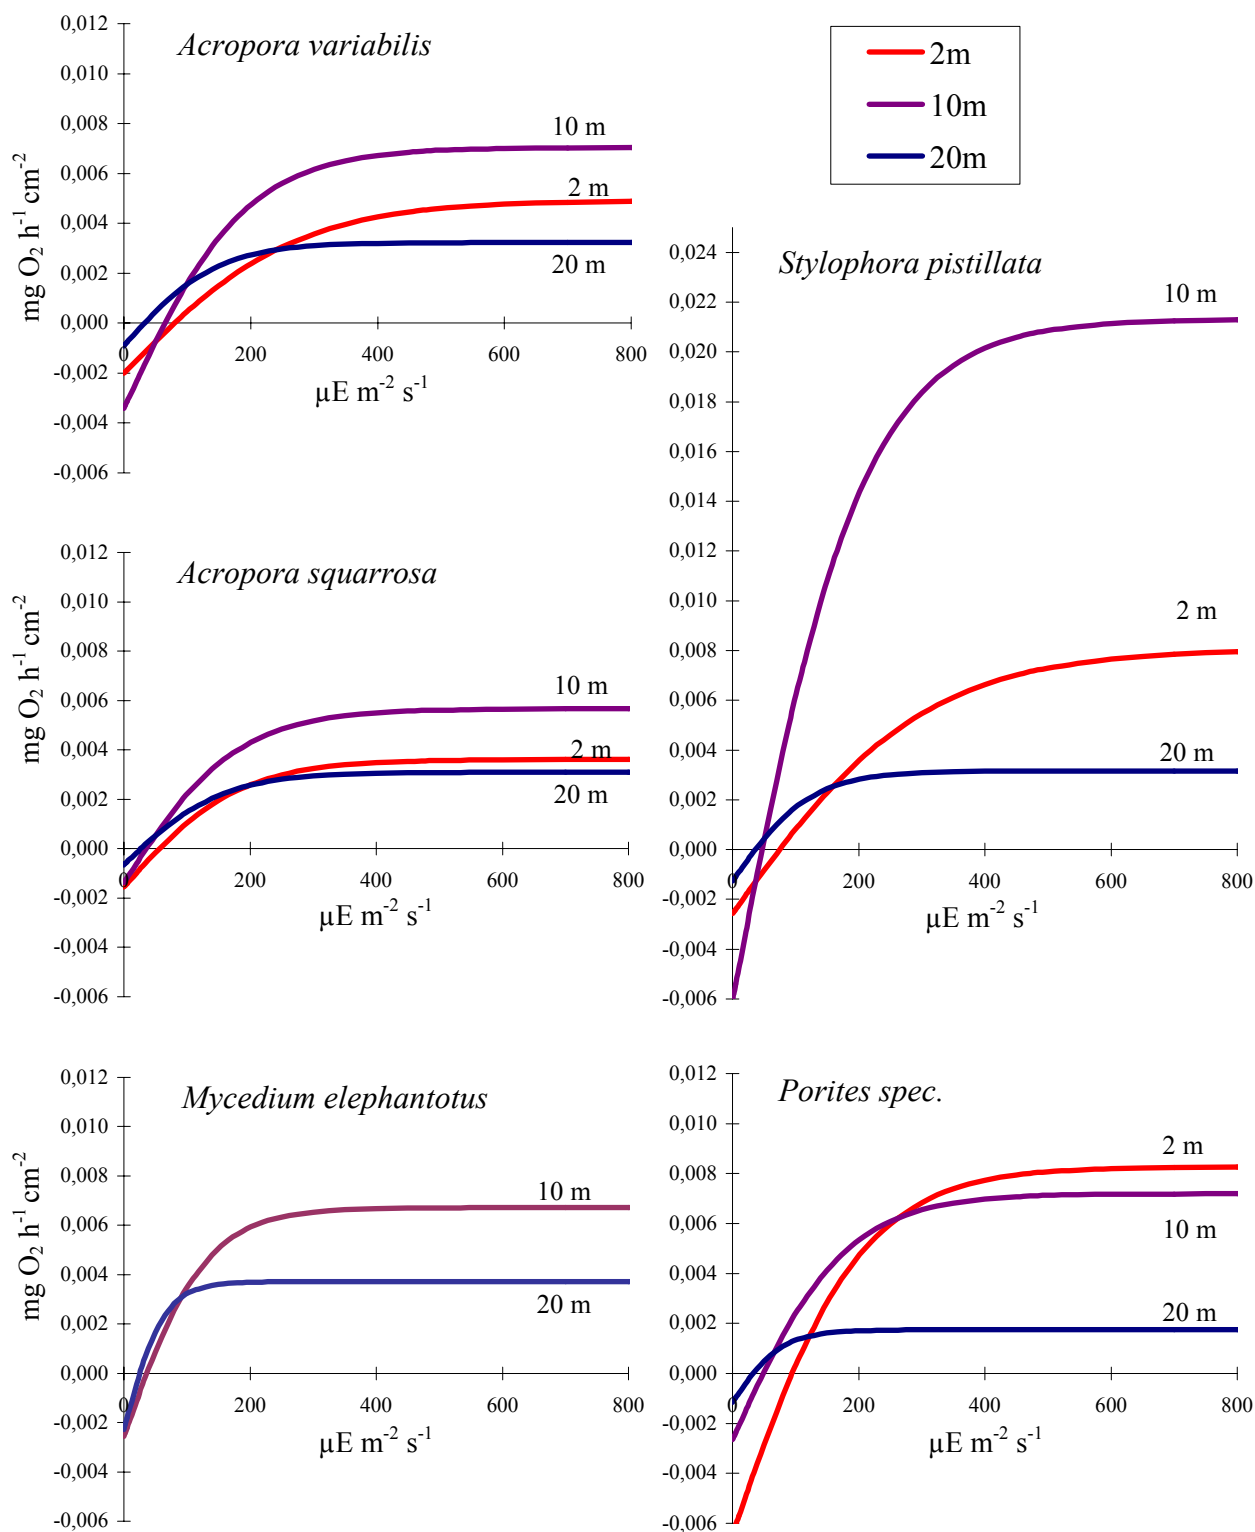 Acropora variabilis
0,012
0,010
0,008
0,006
0,004
0,002
0,000
-0,002
-0,004
-0,006
mg O2 h-1 cm-2
10 m
2 m
20 m
0
200
400
600
800
µE m-2 s-1
2m
10m
20m
Acropora squarrosa
0,012
0,010
0,008
0,006
0,004
0,002
0,000
-0,002
-0,004
-0,006
mg O2 h-1 cm-2
10 m
2 m
20 m
0
200
400
600
800
µE m-2 s-1
Stylophora pistillata
0,024
0,022
0,020
0,018
0,016
0,014
0,012
0,010
0,008
0,006
0,004
0,002
0,000
-0,002
-0,004
-0,006
10 m
2 m
20 m
0
200
400
600
800
µE m-2 s-1
Mycedium elephantotus
0,012
0,010
0,008
0,006
0,004
0,002
0,000
-0,002
-0,004
-0,006
mg O2 h-1 cm-2
10 m
20 m
0
200
400
600
800
µE m-2 s-1
Porites spec.
0,012
0,010
0,008
0,006
0,004
0,002
0,000
-0,002
-0,004
-0,006
2 m
10 m
20 m
0
200
400
600
800
µE m-2 s-1